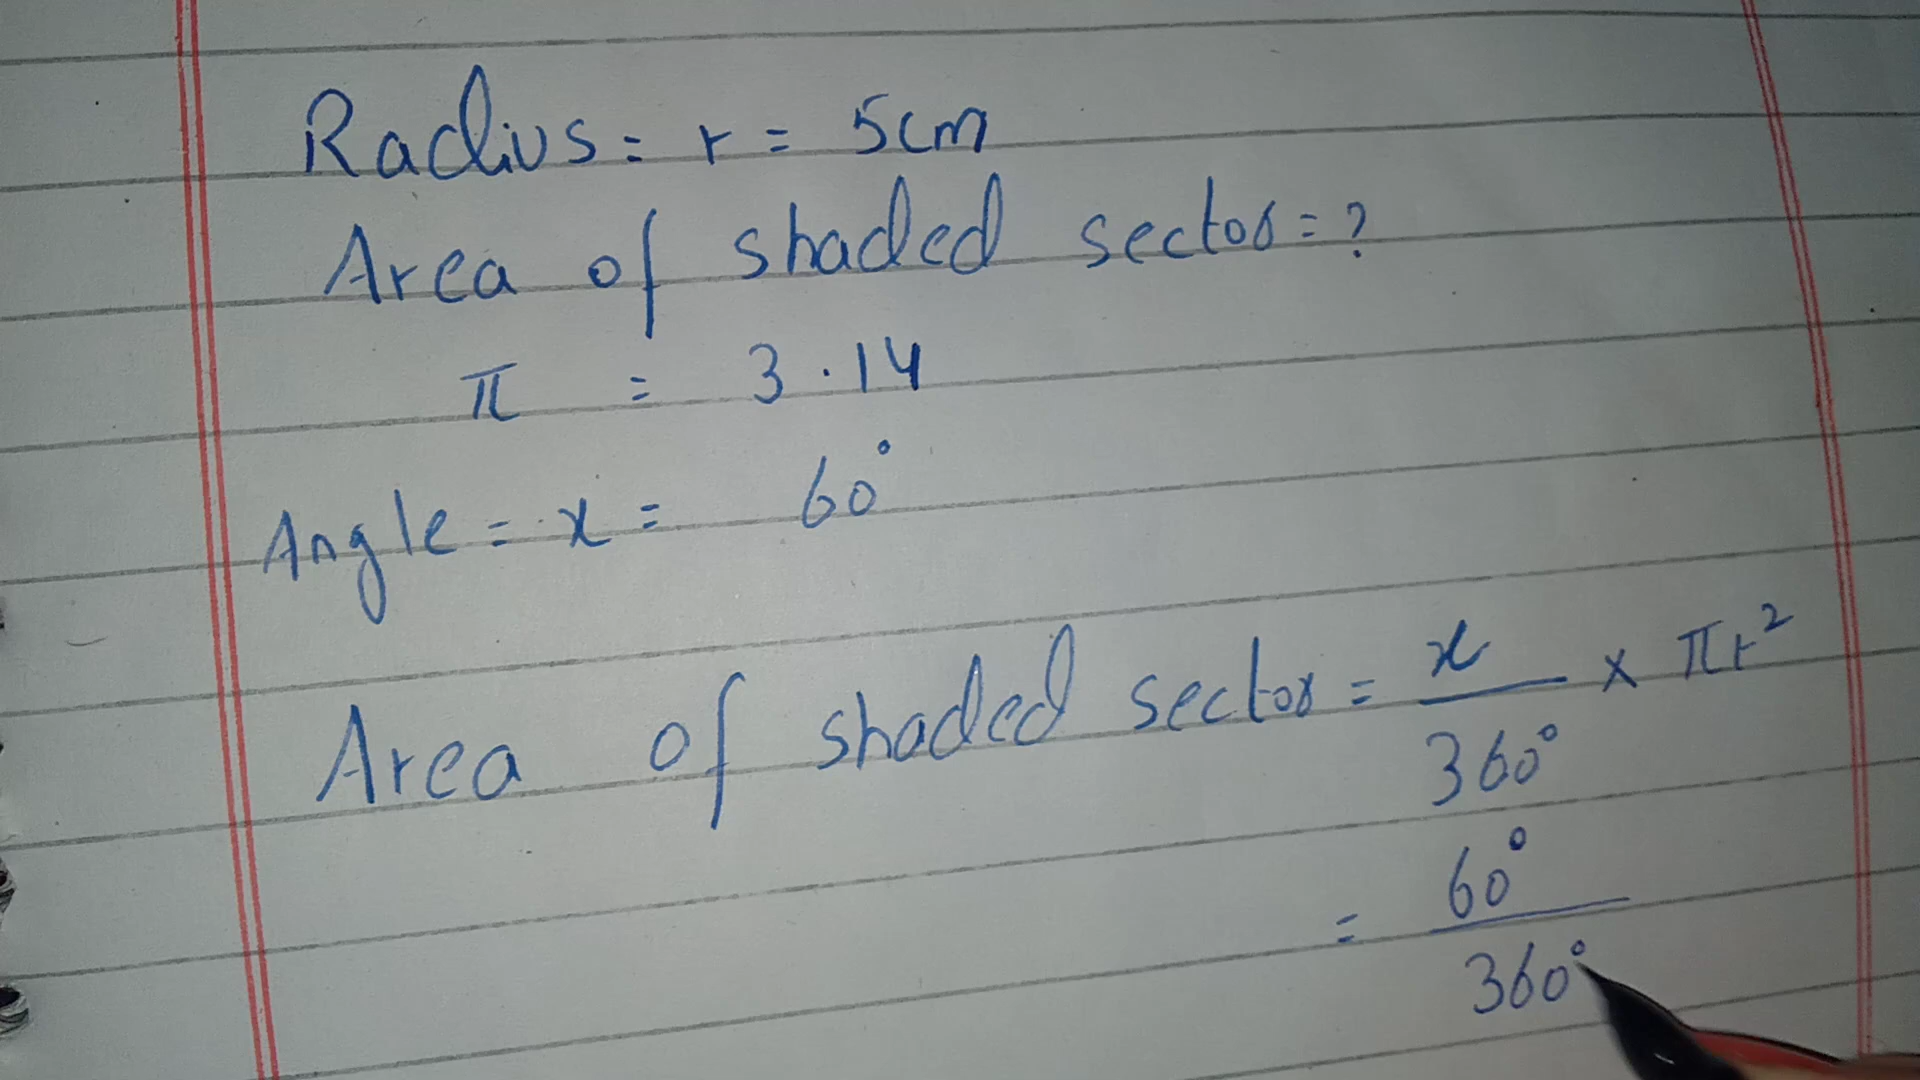 Radius = r = 5cm
Area of shaded sector = ?
π = 3.14
Angle = x = 60°
Area of shaded sector = x/360° × πr²
= 60°/360°